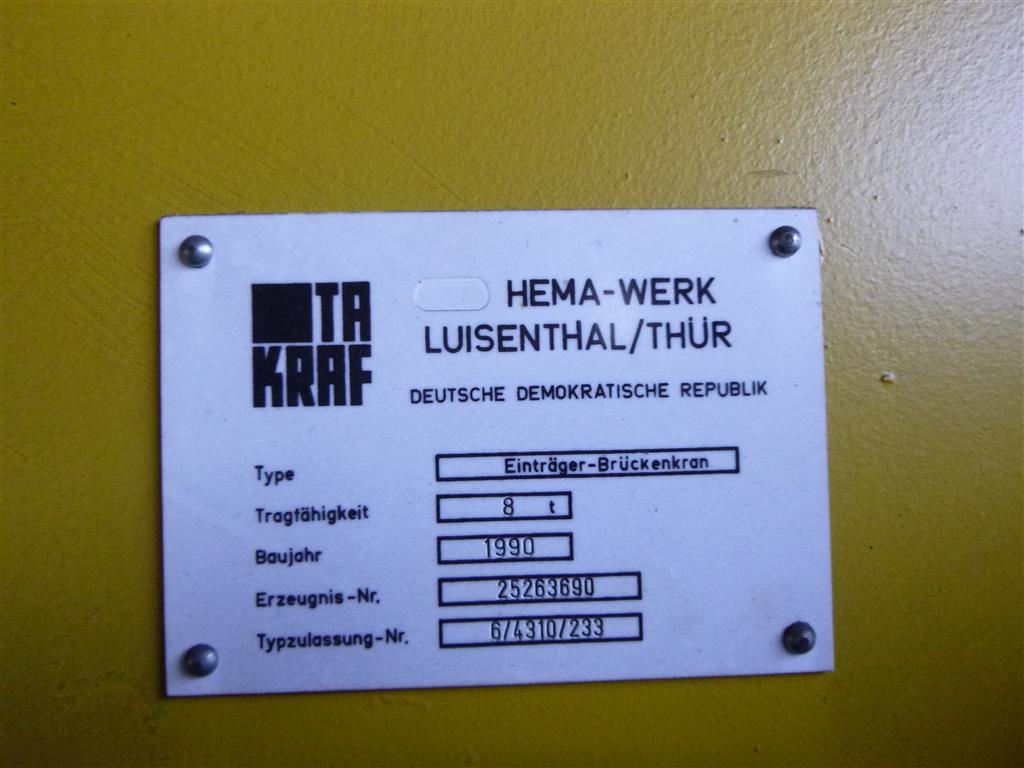 TA
KRAF
HEMA-WERK
LUISENTHAL/THÜR
DEUTSCHE DEMOKRATISCHE REPUBLIK
Type Einträger-Brückenkran
Tragfähigkeit 8 t
Baujahr 1990
Erzeugnis-Nr. 25263690
Typzulassung-Nr. 6/4310/233